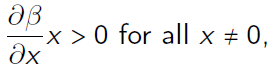 ∂β/∂x x > 0 for all x ≠ 0,